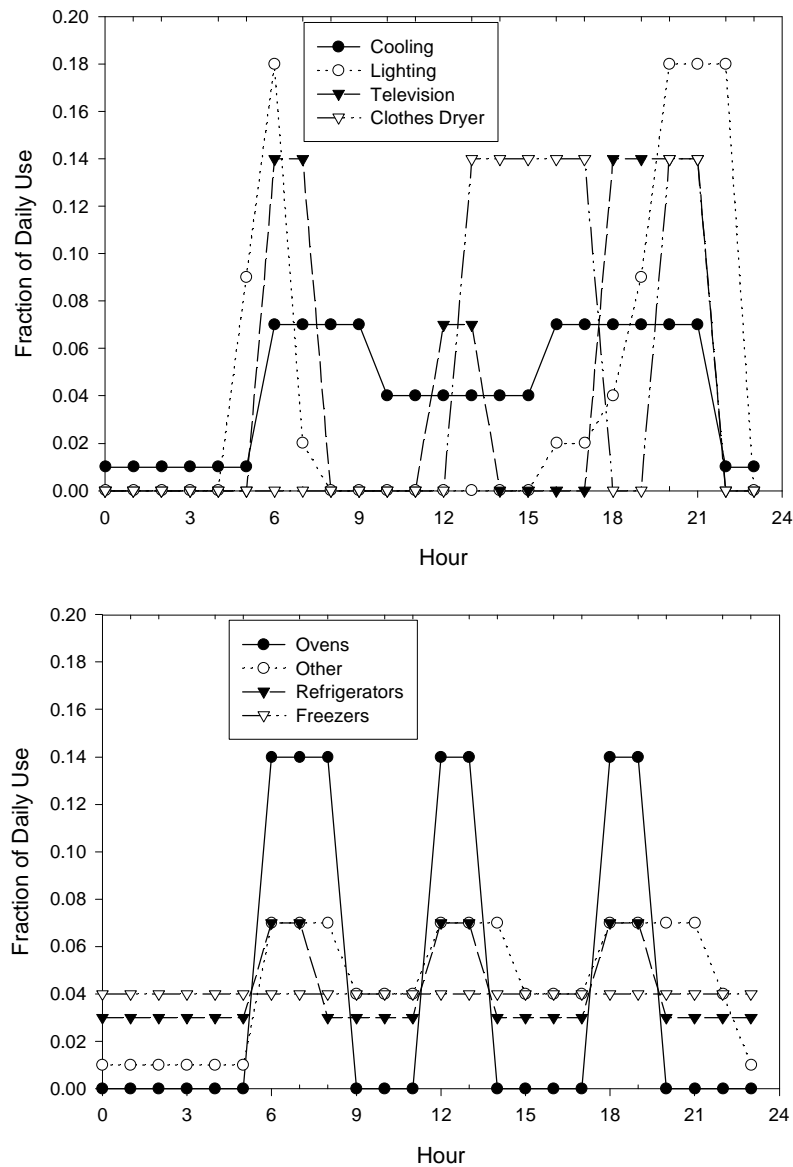 0.20
0.18
0.16
0.14
0.12
0.10
0.08
0.06
0.04
0.02
0.00
Fraction of Daily Use
Cooling
Lighting
Television
Clothes Dryer
0 3 6 9 12 15 18 21 24
Hour
0.20
0.18
0.16
0.14
0.12
0.10
0.08
0.06
0.04
0.02
0.00
Fraction of Daily Use
Ovens
Other
Refrigerators
Freezers
0 3 6 9 12 15 18 21 24
Hour